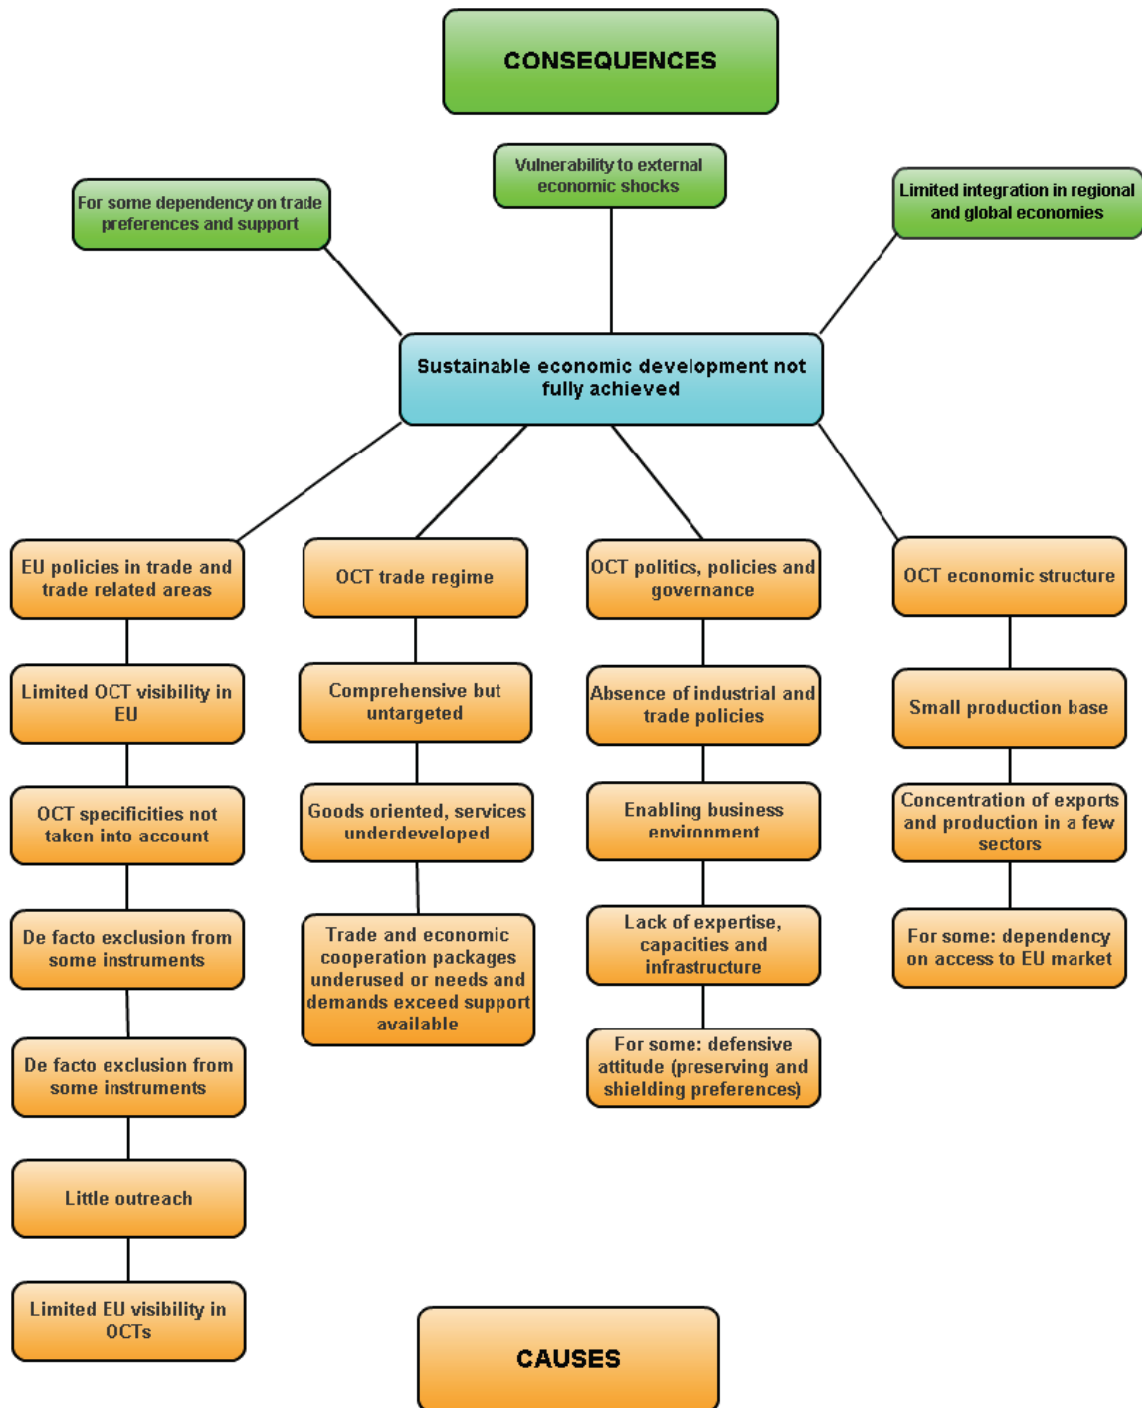 CONSEQUENCES
Vulnerability to external
economic shocks
For some dependency on trade
preferences and support
Limited integration in regional
and global economies
Sustainable economic development not
fully achieved
EU policies in trade and
trade related areas
Limited OCT visibility in
EU
OCT specificities not
taken into account
De facto exclusion from
some instruments
De facto exclusion from
some instruments
Little outreach
Limited EU visibility in
OCTs
OCT trade regime
Comprehensive but
untargeted
Goods oriented, services
underdeveloped
Trade and economic
cooperation packages
underused or needs and
demands exceed support
available
OCT politics, policies and
governance
Absence of industrial and
trade policies
Enabling business
environment
Lack of expertise,
capacities and
infrastructure
For some: defensive
attitude (preserving and
shielding preferences)
OCT economic structure
Small production base
Concentration of exports
and production in a few
sectors
For some: dependency
on access to EU market
CAUSES